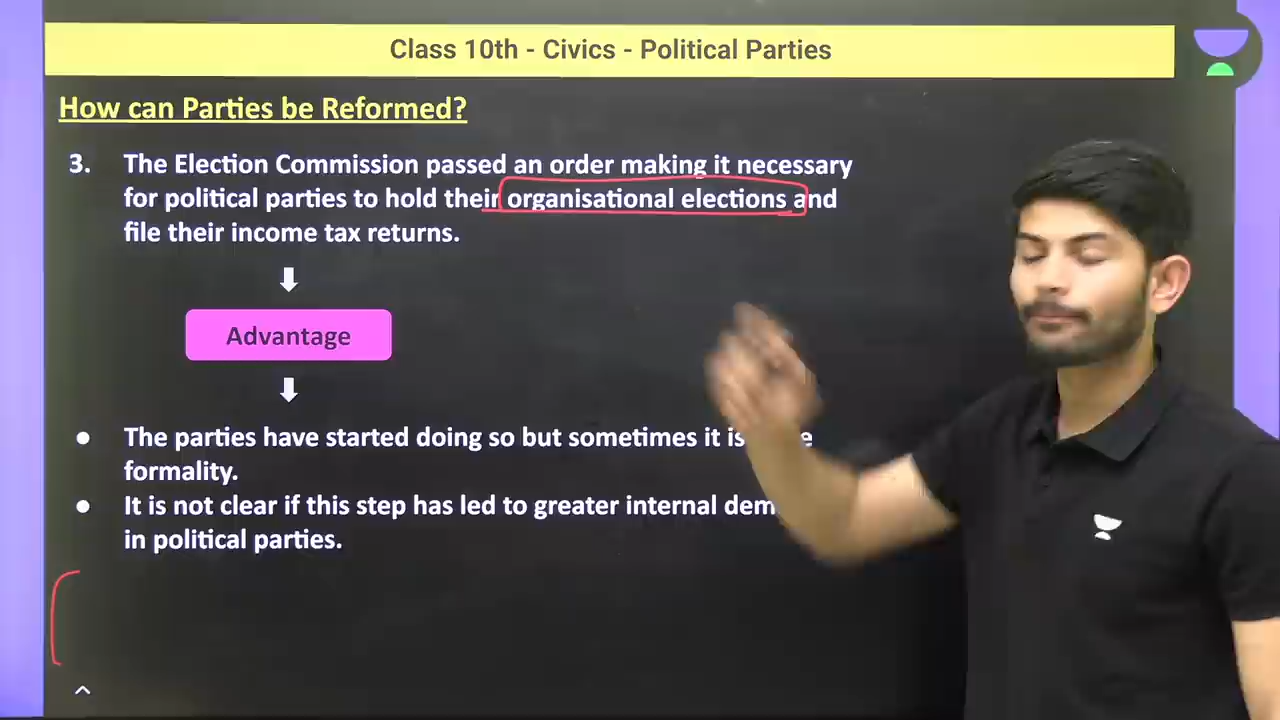 Class 10th - Civics - Political Parties
How can Parties be Reformed?
3. The Election Commission passed an order making it necessary
for political parties to hold their organisational elections and
file their income tax returns.
Advantage
● The parties have started doing so but sometimes it is
formality.
● It is not clear if this step has led to greater internal
in political parties.